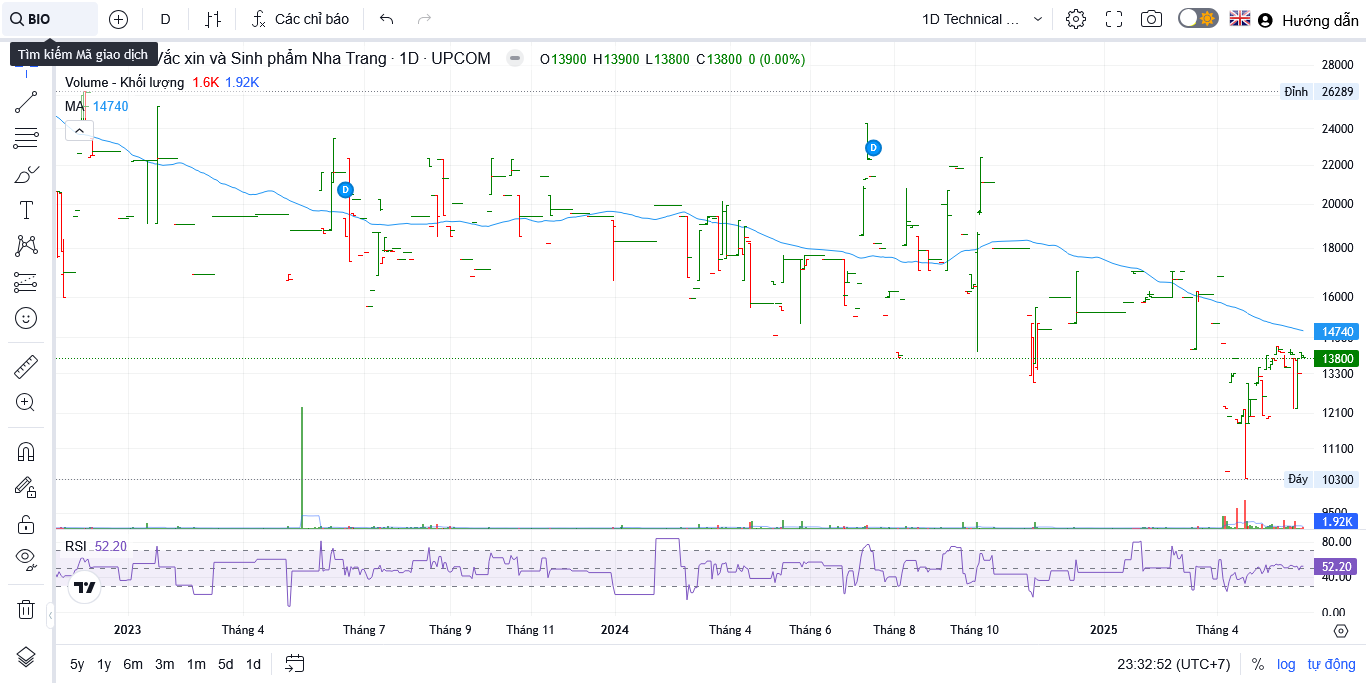 BIO
D
Các chỉ báo
1D Technical ...
Hướng dẫn
Tìm kiếm Mã giao dịch
Vắc xin và Sinh phẩm Nha Trang · 1D · UPCOM
O13900 H13900 L13800 C13800 0 (0.00%)
Volume - Khối lượng 1.6K 1.92K
MA 14740
28000
Đỉnh 26289
24000
22000
20000
18000
16000
14740
13800
13300
12100
11100
Đáy 10300
9500
1.92K
D
D
RSI 52.20
80.00
52.20
40.00
0.00
2023
Tháng 4
Tháng 7
Tháng 9
Tháng 11
2024
Tháng 4
Tháng 6
Tháng 8
Tháng 10
2025
Tháng 4
5y 1y 6m 3m 1m 5d 1d
23:32:52 (UTC+7)
% log tự động